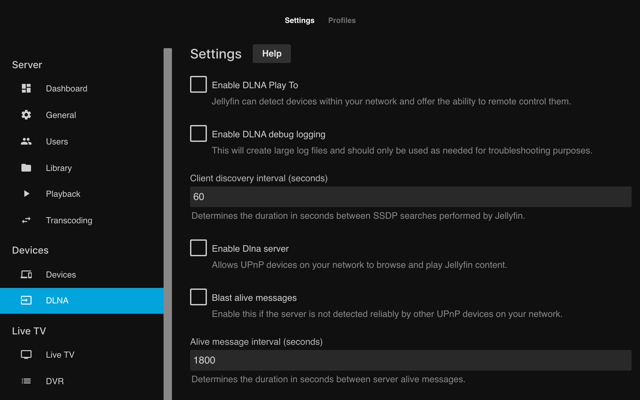 Settings Profiles
Server
Dashboard
General
Users
Library
Playback
Transcoding
Devices
Devices
DLNA
Live TV
Live TV
DVR
Settings Help
Enable DLNA Play To
Jellyfin can detect devices within your network and offer the ability to remote control them.
Enable DLNA debug logging
This will create large log files and should only be used as needed for troubleshooting purposes.
Client discovery interval (seconds)
60
Determines the duration in seconds between SSDP searches performed by Jellyfin.
Enable Dlna server
Allows UPnP devices on your network to browse and play Jellyfin content.
Blast alive messages
Enable this if the server is not detected reliably by other UPnP devices on your network.
Alive message interval (seconds)
1800
Determines the duration in seconds between server alive messages.